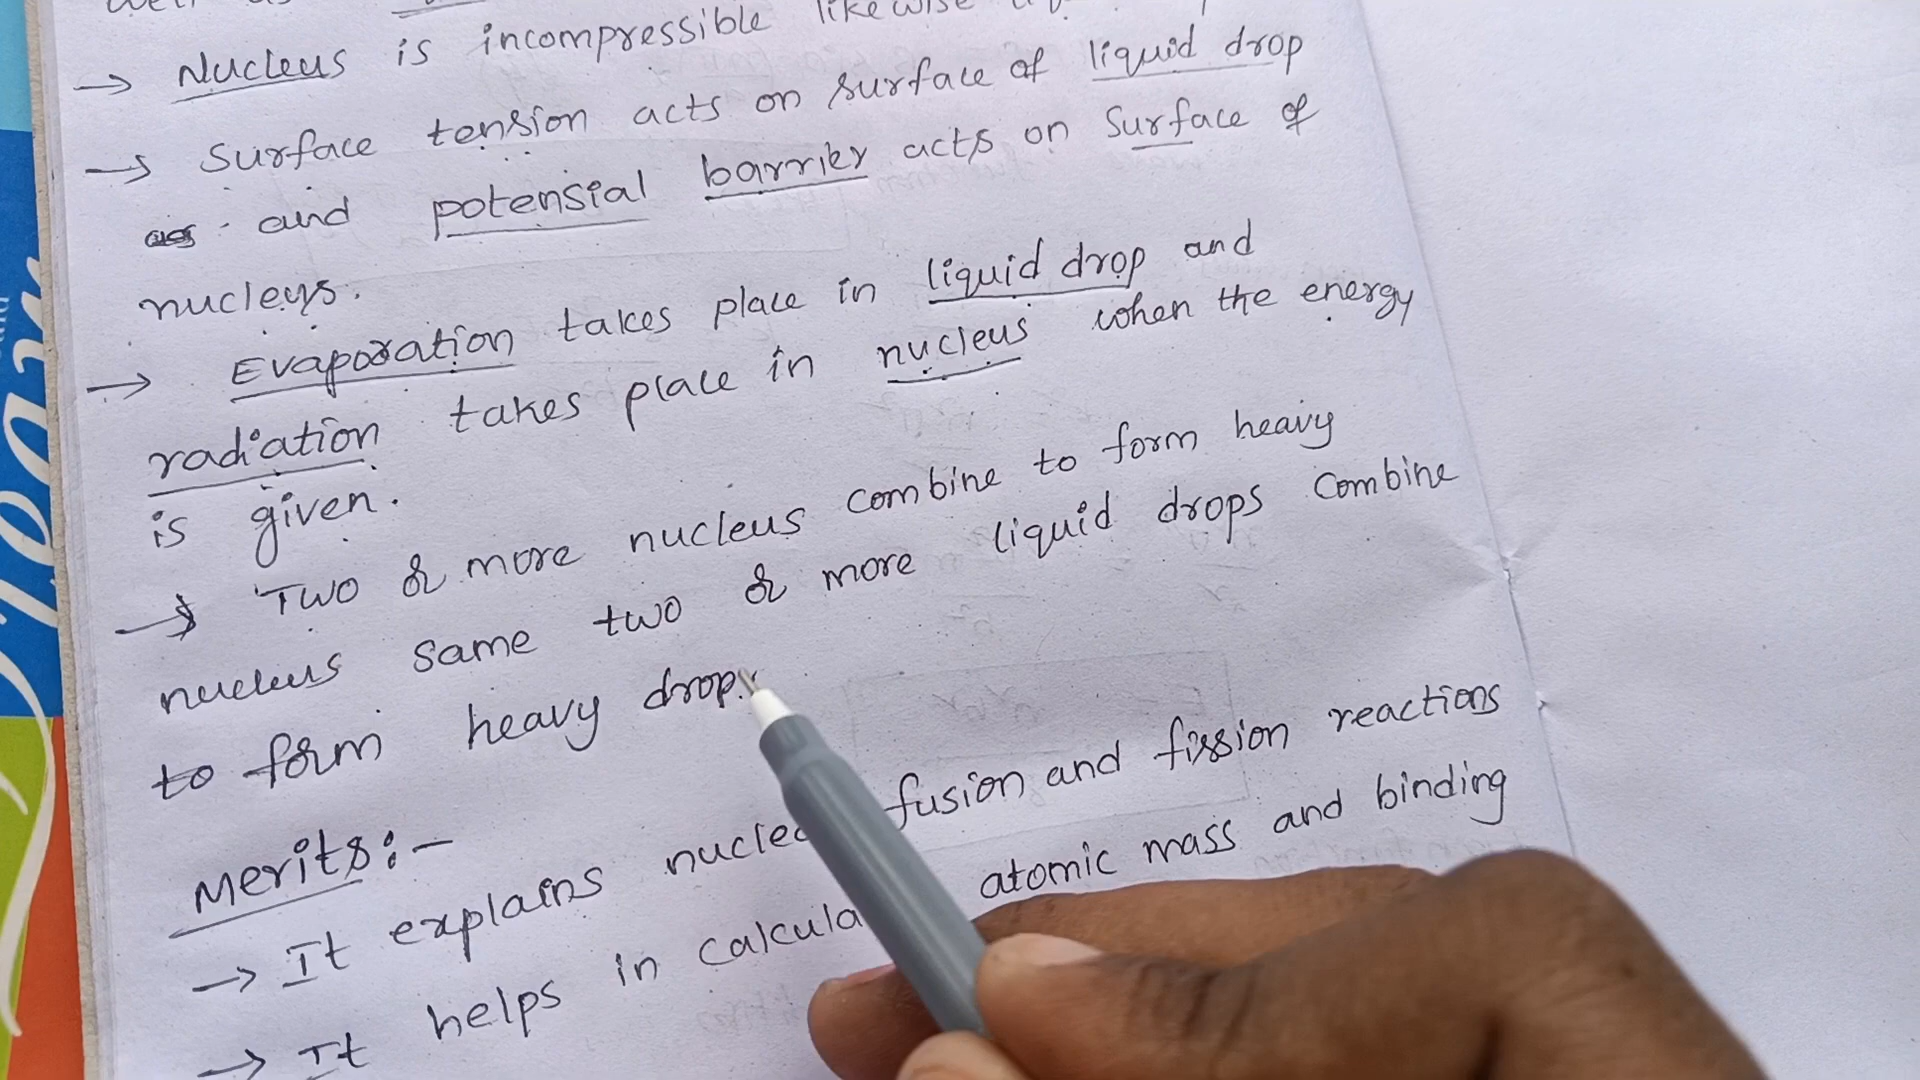 → Nucleus is incompressible likewise
→ Surface tension acts on surface of liquid drop
and potensial barrier acts on surface of
nucleus.
→ Evaporation takes place in liquid drop and
radiation takes place in nucleus when the energy
is given.
→ Two & more nucleus combine to form heavy
nucleus same two & more liquid drops combine
to form heavy drop.
Merits:-
→ It explains nuclea fusion and fission reactions
→ It helps in calcula atomic mass and binding